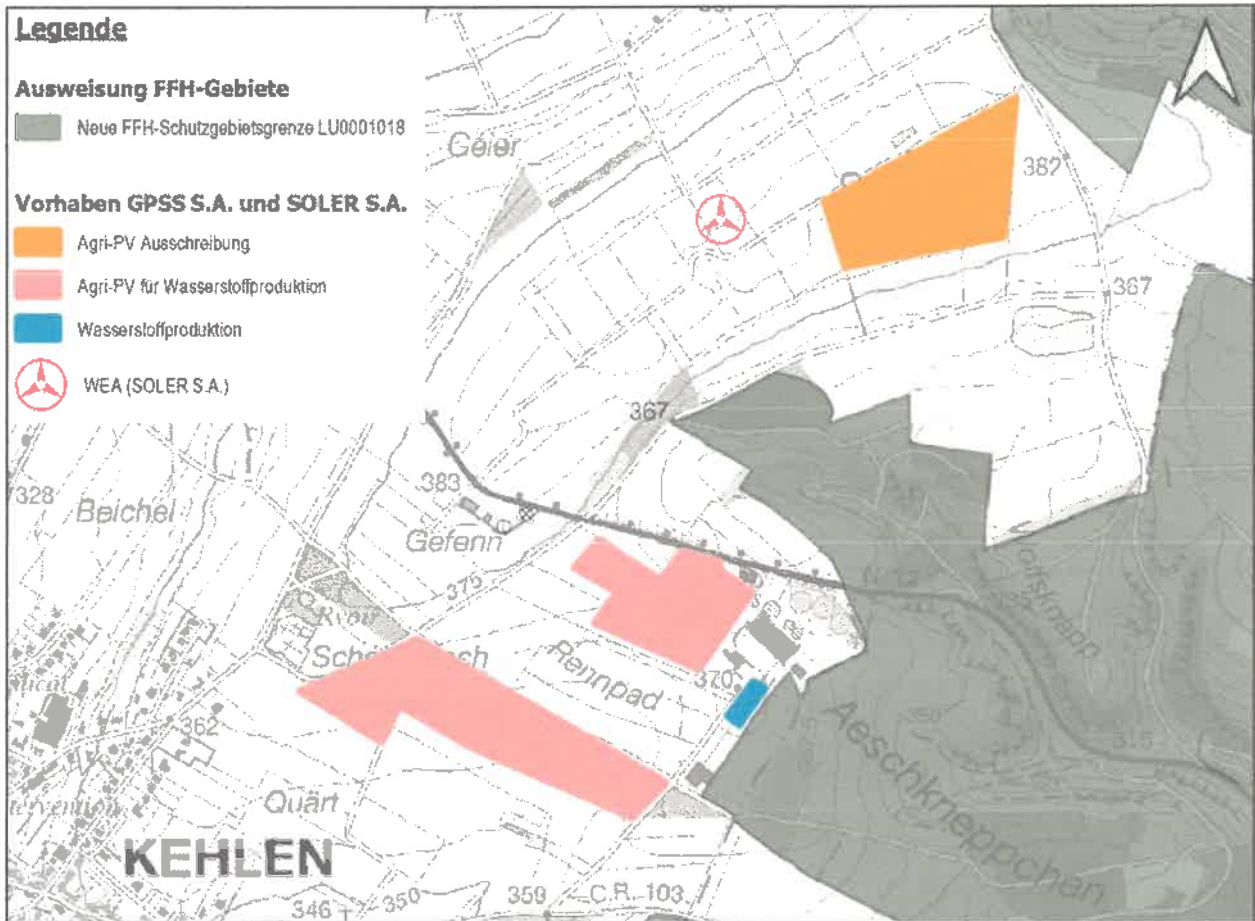 Legende
Ausweisung FFH-Gebiete
Neue FFH-Schutzgebietsgrenze LU0001018
Vorhaben GPSS S.A. und SOLER S.A.
Agri-PV Ausschreibung
Agri-PV für Wasserstoffproduktion
Wasserstoffproduktion
WEA (SOLER S.A.)
Geier
382
367
367
328
Beichel
383
Gefenn
375
Rennpad
370
362
Quärt
Aeschkneppchen
KEHLEN
346
350
359
C.R. 103